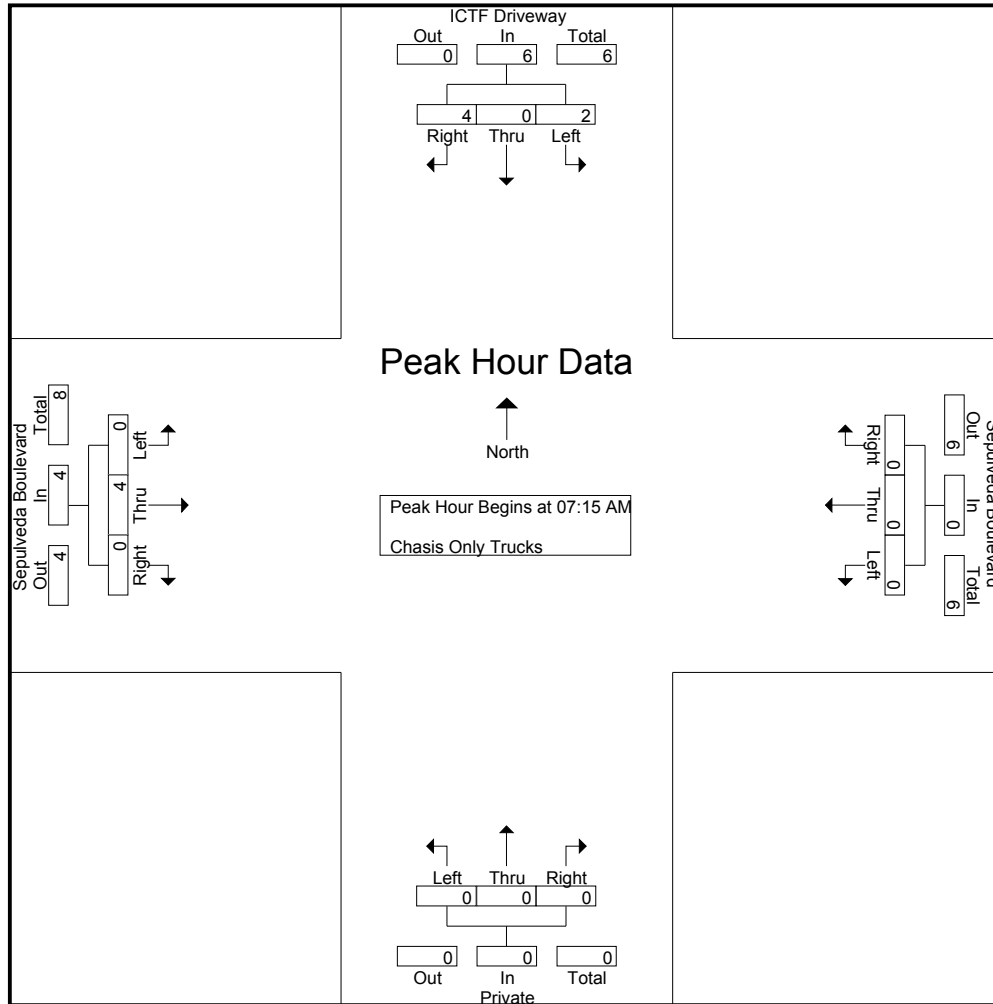 ICTF Driveway
Out In Total
0 6 6
4 0 2
Right Thru Left
Peak Hour Data
North
Peak Hour Begins at 07:15 AM
Chasis Only Trucks
Sepulveda Boulevard
Total In Out
8 4 4
0 4 0
Left Thru Right
Sepulveda Boulevard
Out In Total
6 0 6
0 0 0
Right Thru Left
Left Thru Right
0 0 0
0 0 0
Out In Total
Private